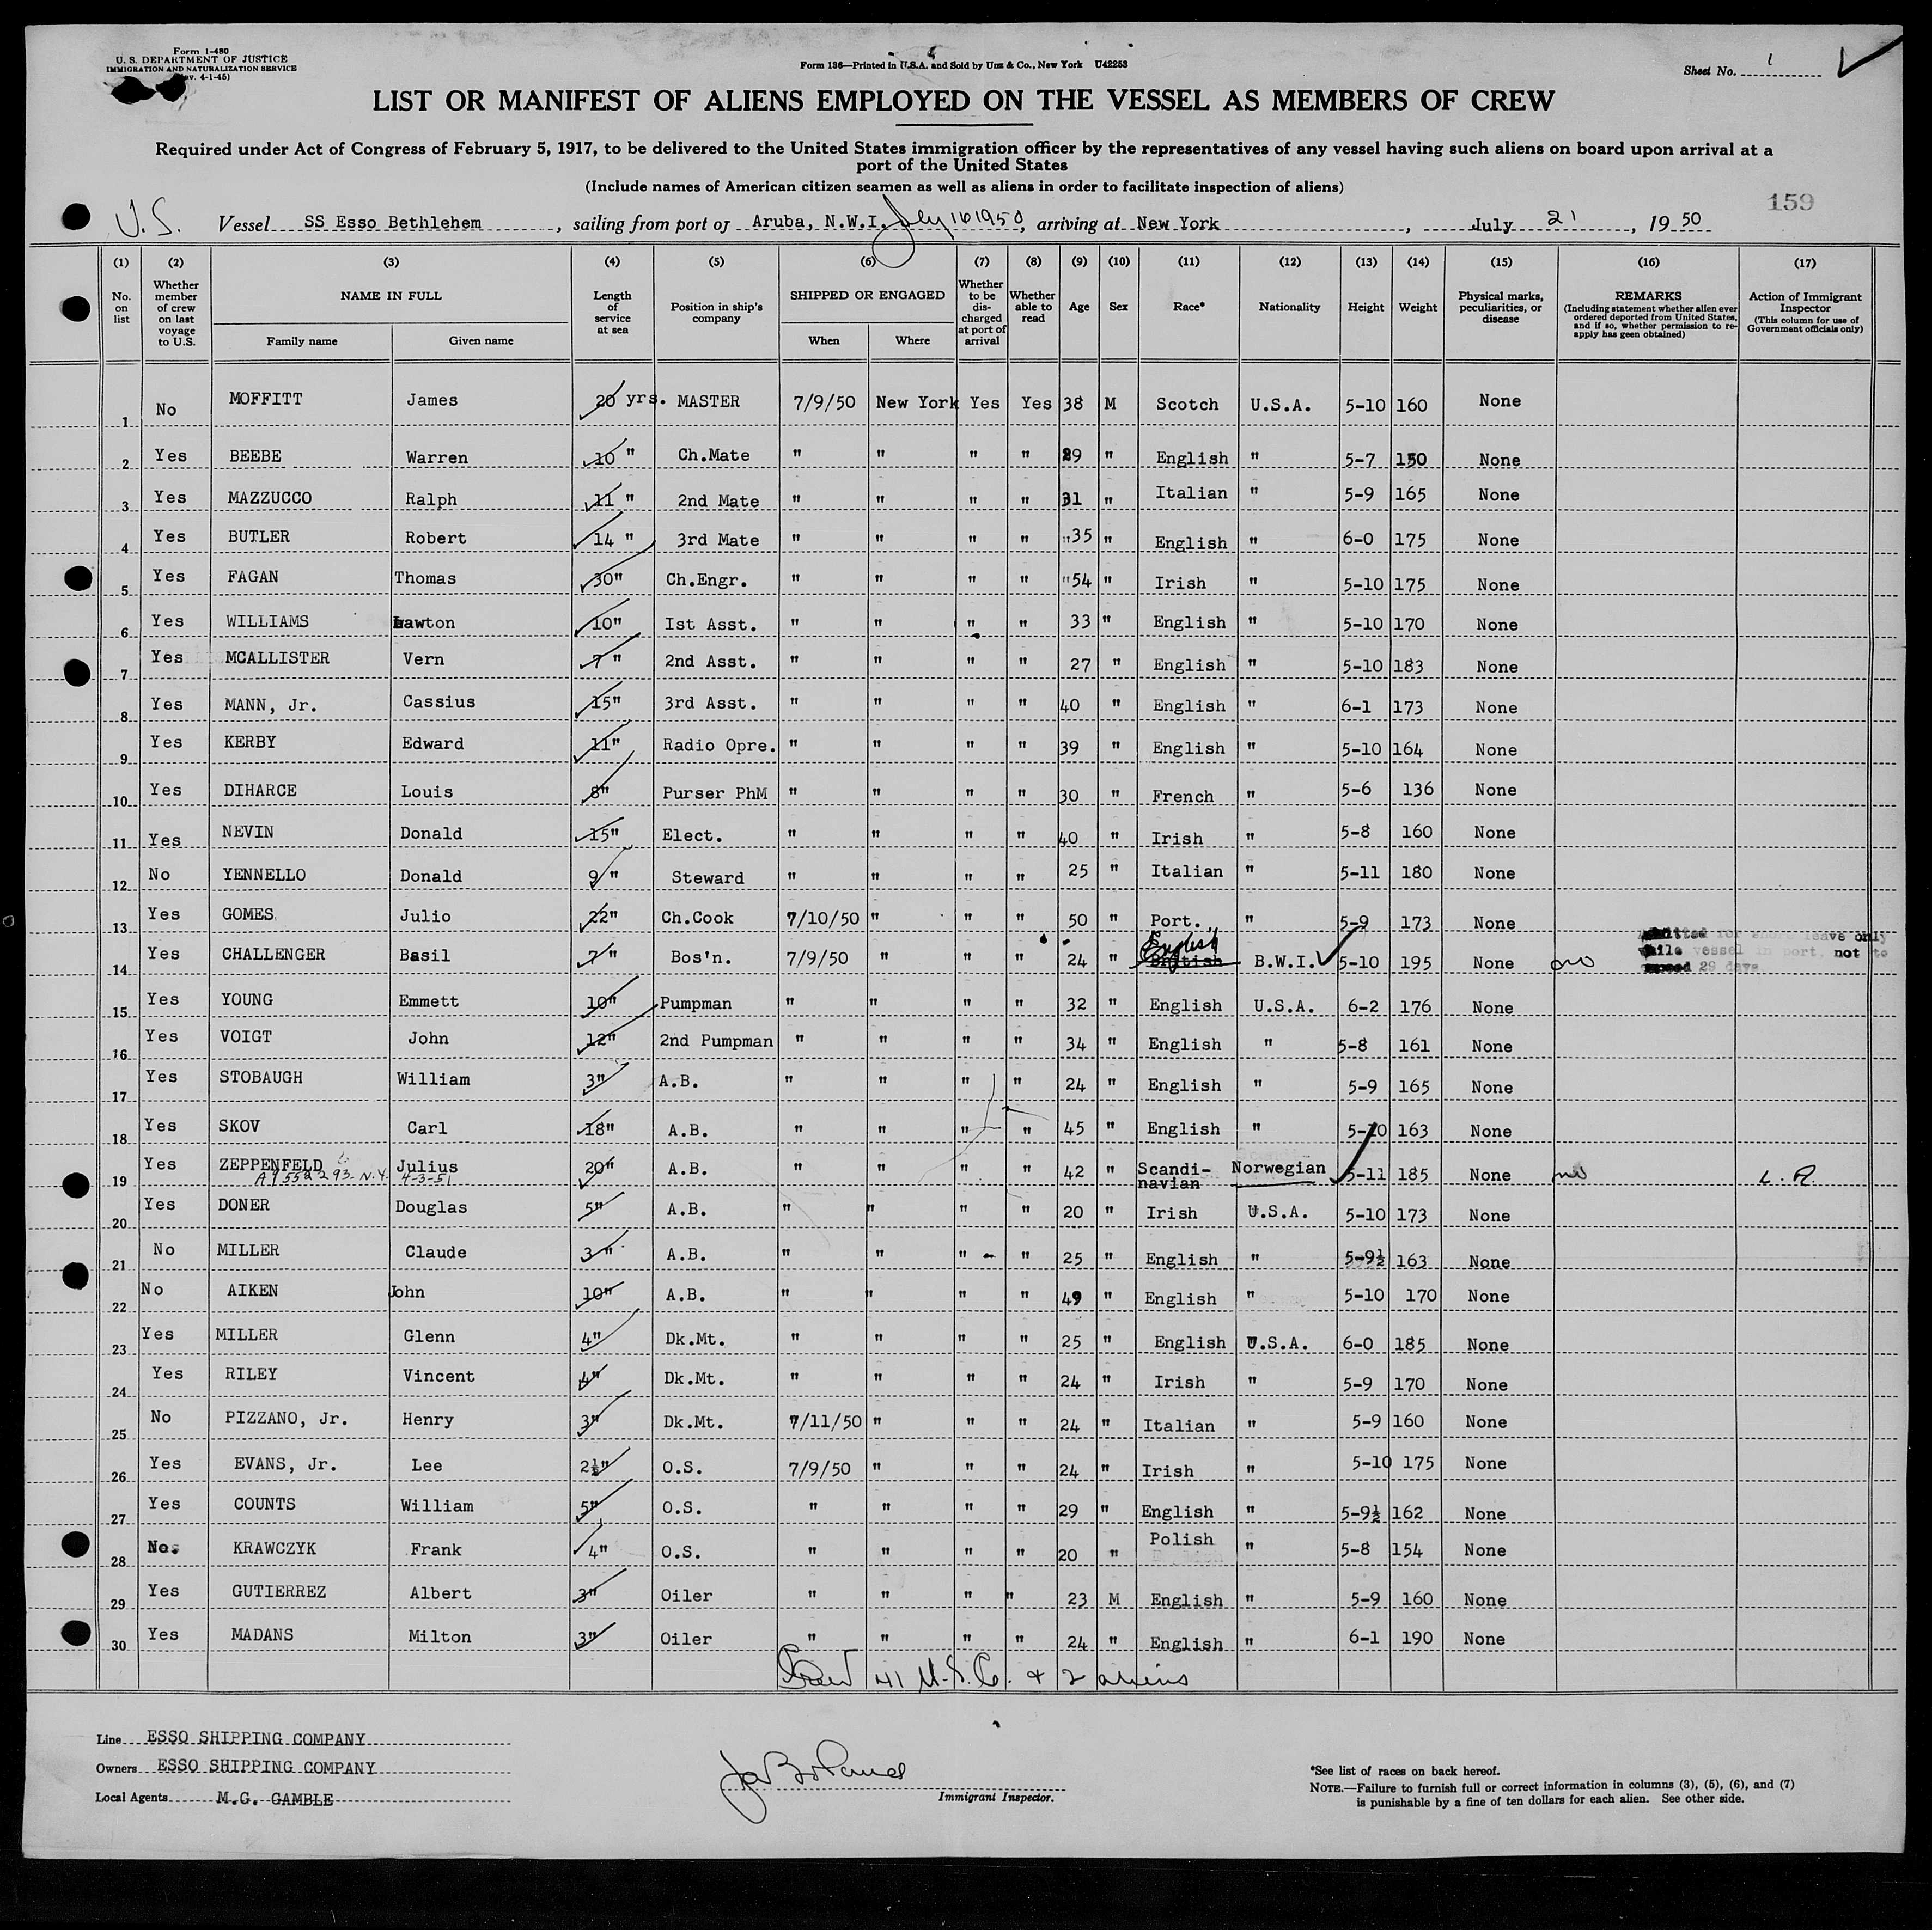 Form I-480
U. S. DEPARTMENT OF JUSTICE
IMMIGRATION AND NATURALIZATION SERVICE
4-1-45)
Form 136—Printed in U.S.A. and Sold by Unz & Co., New York U42253
Sheet No. 1
LIST OR MANIFEST OF ALIENS EMPLOYED ON THE VESSEL AS MEMBERS OF CREW
Required under Act of Congress of February 5, 1917, to be delivered to the United States immigration officer by the representatives of any vessel having such aliens on board upon arrival at a
port of the United States
(Include names of American citizen seamen as well as aliens in order to facilitate inspection of aliens)
159
U.S. Vessel SS Esso Bethlehem, sailing from port of Aruba, N.W.I. July 16 1950, arriving at New York, July 21, 1950
(1) (2) (3) (4) (5) (6) (7) (8) (9) (10) (11) (12) (13) (14) (15) (16) (17)
No. on list
Whether member of crew on last voyage to U.S.
NAME IN FULL
Family name
Given name
Length of service at sea
Position in ship's company
SHIPPED OR ENGAGED
When
Where
Whether to be discharged at port of arrival
Whether able to read
Age
Sex
Race*
Nationality
Height
Weight
Physical marks, peculiarities, or disease
REMARKS
(Including statement whether alien ever ordered deported from United States, and if so, whether permission to re-apply has geen obtained)
Action of Immigrant Inspector
(This column for use of Government officials only)
1 No MOFFITT James 20 yrs. MASTER 7/9/50 New York Yes Yes 38 M Scotch U.S.A. 5-10 160 None
2 Yes BEEBE Warren 10 " Ch.Mate " " " " 29 " English " 5-7 150 None
3 Yes MAZZUCCO Ralph 11 " 2nd Mate " " " " 31 " Italian " 5-9 165 None
4 Yes BUTLER Robert 14 " 3rd Mate " " " " 35 " English " 6-0 175 None
5 Yes FAGAN Thomas 30" Ch.Engr. " " " " 54 " Irish " 5-10 175 None
6 Yes WILLIAMS Lawton 10" Ist Asst. " " " " 33 " English " 5-10 170 None
7 Yes MCALLISTER Vern 7 " 2nd Asst. " " " " 27 " English " 5-10 183 None
8 Yes MANN, Jr. Cassius 15" 3rd Asst. " " " " 40 " English " 6-1 173 None
9 Yes KERBY Edward 11" Radio Opre. " " " " 39 " English " 5-10 164 None
10 Yes DIHARCE Louis 8" Purser PhM " " " " 30 " French " 5-6 136 None
11 Yes NEVIN Donald 15" Elect. " " " " 40 " Irish " 5-8 160 None
12 No YENNELLO Donald 9 " Steward " " " " 25 " Italian " 5-11 180 None
13 Yes GOMES Julio 22" Ch.Cook 7/10/50 " " " 50 " Port. " 5-9 173 None
14 Yes CHALLENGER Basil 7 " Bos'n. 7/9/50 " " " 24 " English B.W.I. 5-10 195 None no
Admitted for shore leave only
while vessel in port, not to
exceed 29 days.
15 Yes YOUNG Emmett 10" Pumpman " " " " 32 " English U.S.A. 6-2 176 None
16 Yes VOIGT John 12" 2nd Pumpman " " " " 34 " English " 5-8 161 None
17 Yes STOBAUGH William 3" A.B. " " " " 24 " English " 5-9 165 None
18 Yes SKOV Carl 18" A.B. " " " " 45 " English " 5-10 163 None
19 Yes ZEPPENFELD Julius 20" A.B. " " " " 42 " Scandi-navian Norwegian 5-11 185 None no L. R.
N.Y. 4-3-51
20 Yes DONER Douglas 5" A.B. " " " " 20 " Irish U.S.A. 5-10 173 None
21 No MILLER Claude 3 " A.B. " " " " 25 " English " 5-9½ 163 None
22 No AIKEN John 10" A.B. " " " " 49 " English " 5-10 170 None
23 Yes MILLER Glenn 4" Dk.Mt. " " " " 25 " English U.S.A. 6-0 185 None
24 Yes RILEY Vincent 4" Dk.Mt. " " " " 24 " Irish " 5-9 170 None
25 No PIZZANO, Jr. Henry 3" Dk.Mt. 7/11/50 " " " 24 " Italian " 5-9 160 None
26 Yes EVANS, Jr. Lee 2½" O.S. 7/9/50 " " " 24 " Irish " 5-10 175 None
27 Yes COUNTS William 5" O.S. " " " " 29 " English " 5-9½ 162 None
28 No. KRAWCZYK Frank 4" O.S. " " " " 20 " Polish " 5-8 154 None
29 Yes GUTIERREZ Albert 3" Oiler " " " " 23 M English " 5-9 160 None
30 Yes MADANS Milton 3" Oiler " " " " 24 " English " 6-1 190 None
41 U.S.C. & 2 aliens
Line ESSO SHIPPING COMPANY
Owners ESSO SHIPPING COMPANY
Local Agents M.G. GAMBLE
Immigrant Inspector.
*See list of races on back hereof.
NOTE.—Failure to furnish full or correct information in columns (3), (5), (6), and (7)
is punishable by a fine of ten dollars for each alien. See other side.